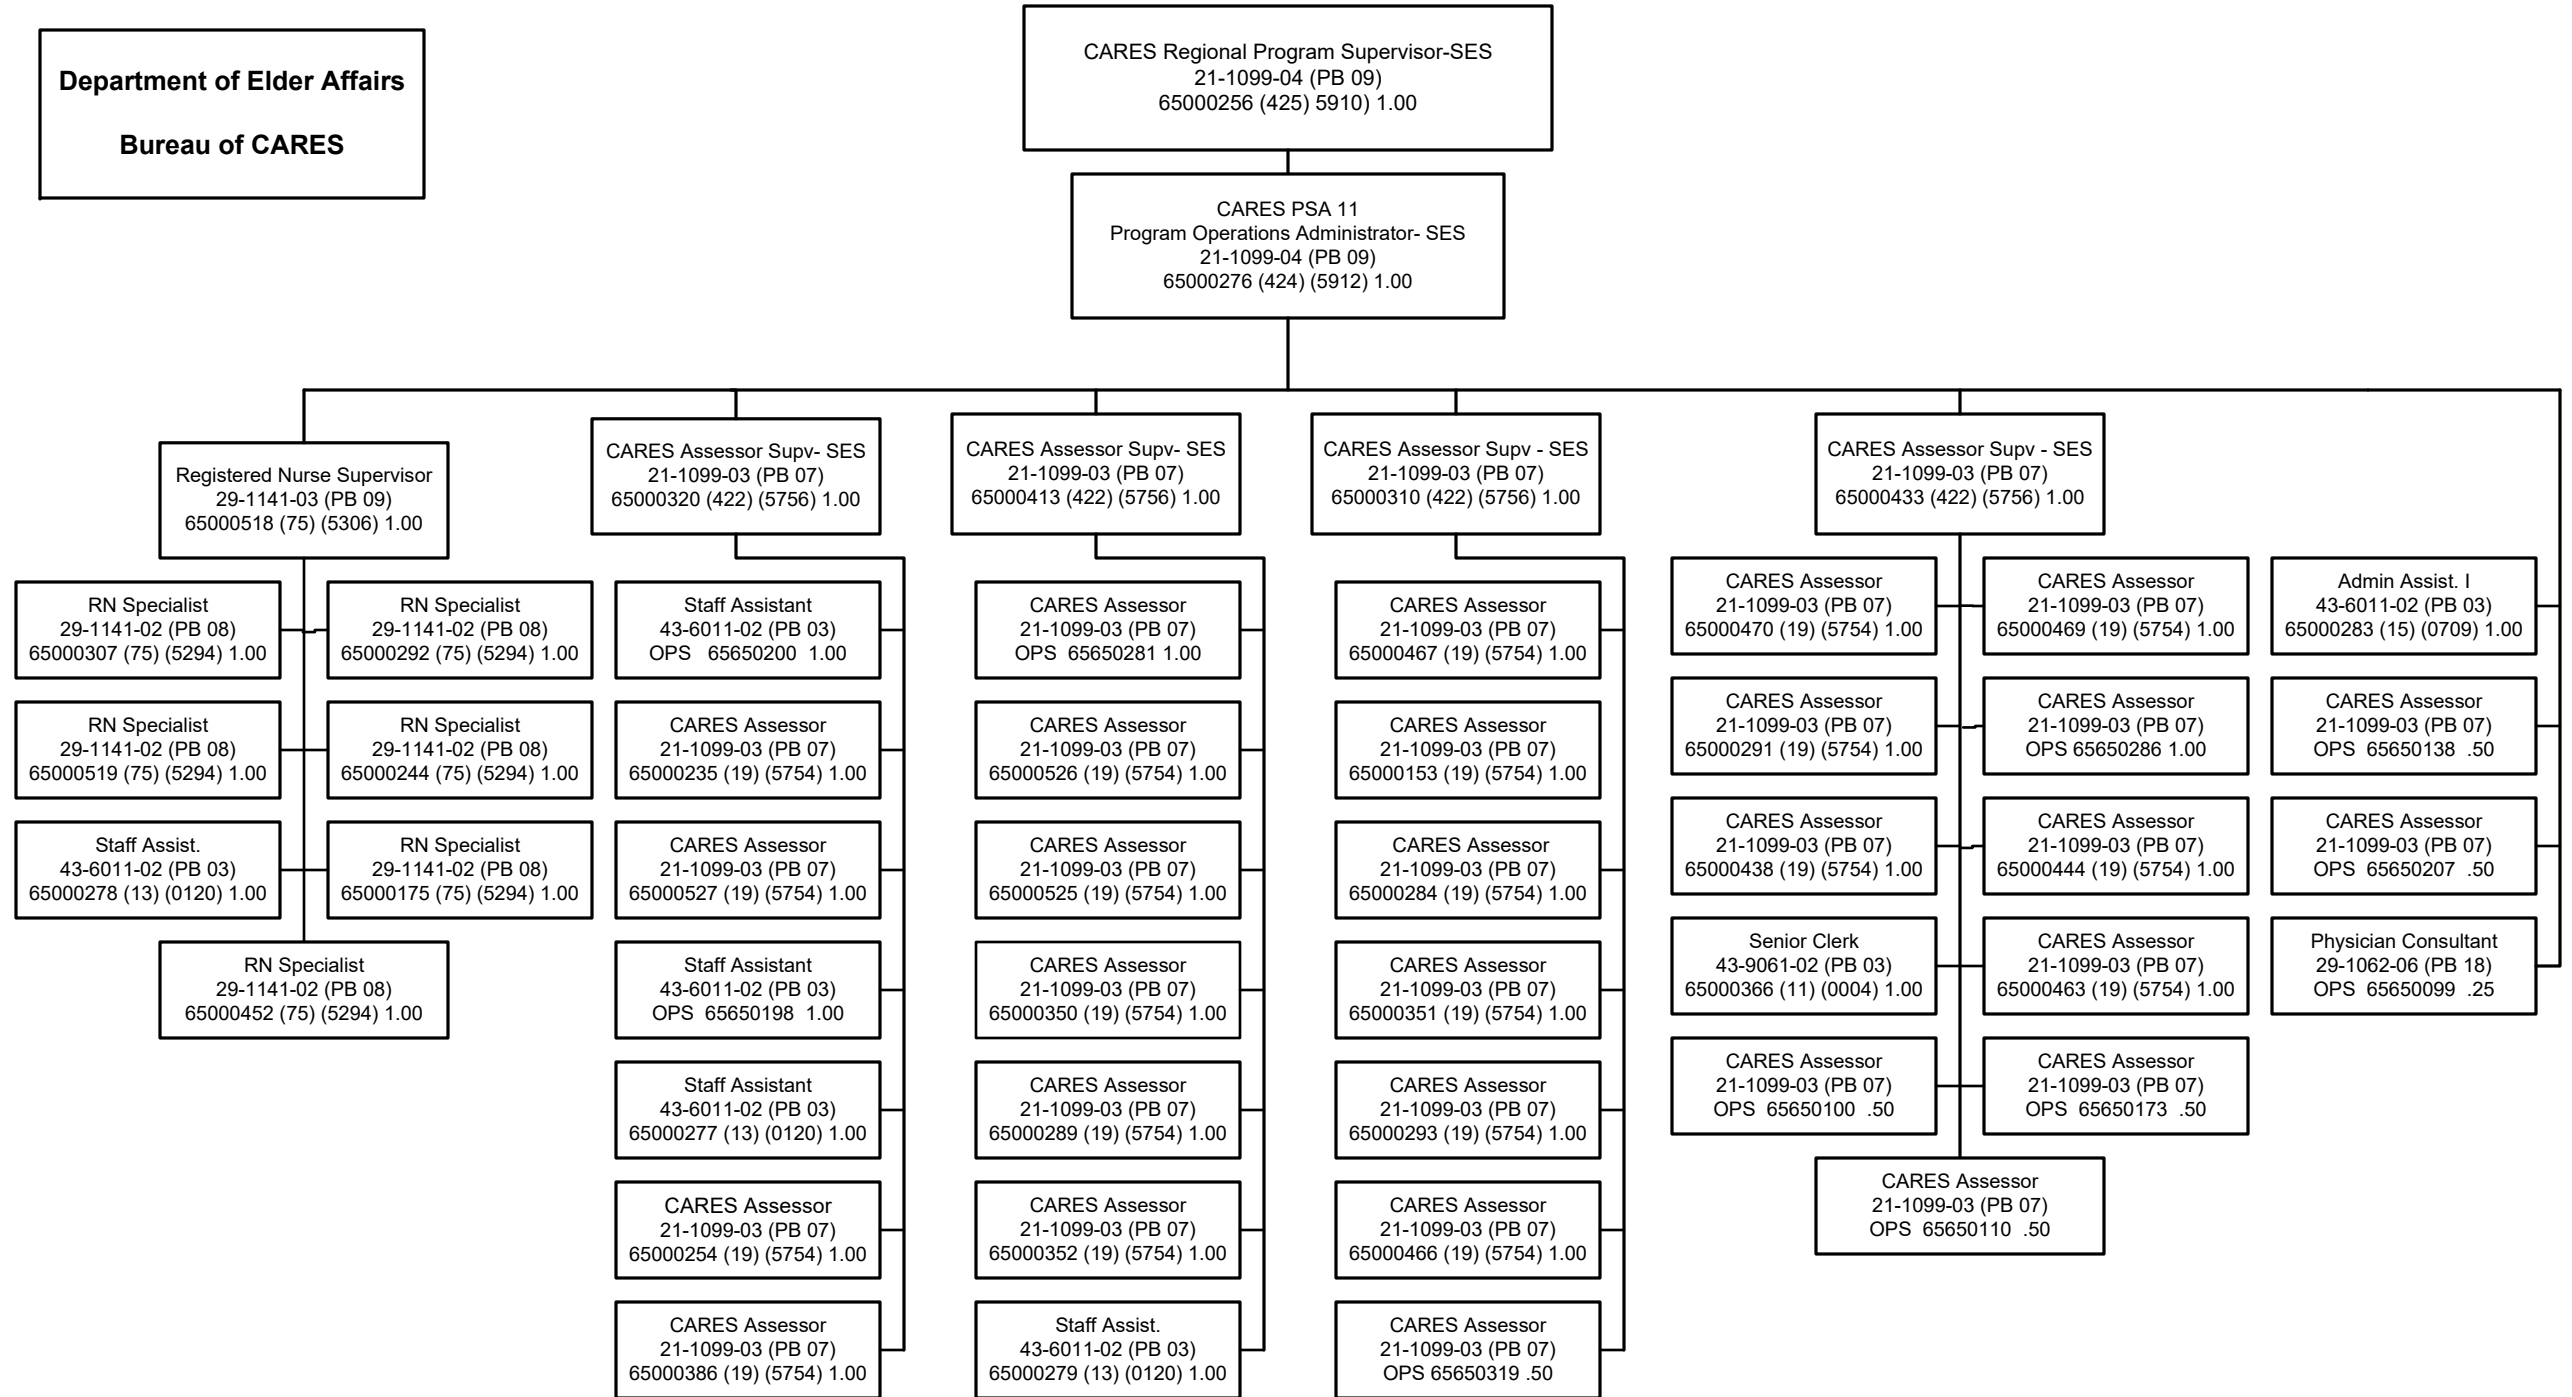 Department of Elder Affairs
Bureau of CARES
CARES Regional Program Supervisor-SES
21-1099-04 (PB 09)
65000256 (425) 5910) 1.00
CARES PSA 11
Program Operations Administrator- SES
21-1099-04 (PB 09)
65000276 (424) (5912) 1.00
Registered Nurse Supervisor
29-1141-03 (PB 09)
65000518 (75) (5306) 1.00
RN Specialist
29-1141-02 (PB 08)
65000307 (75) (5294) 1.00
RN Specialist
29-1141-02 (PB 08)
65000292 (75) (5294) 1.00
RN Specialist
29-1141-02 (PB 08)
65000519 (75) (5294) 1.00
RN Specialist
29-1141-02 (PB 08)
65000244 (75) (5294) 1.00
Staff Assist.
43-6011-02 (PB 03)
65000278 (13) (0120) 1.00
RN Specialist
29-1141-02 (PB 08)
65000175 (75) (5294) 1.00
RN Specialist
29-1141-02 (PB 08)
65000452 (75) (5294) 1.00
CARES Assessor Supv- SES
21-1099-03 (PB 07)
65000320 (422) (5756) 1.00
Staff Assistant
43-6011-02 (PB 03)
OPS 65650200 1.00
CARES Assessor
21-1099-03 (PB 07)
65000235 (19) (5754) 1.00
CARES Assessor
21-1099-03 (PB 07)
65000527 (19) (5754) 1.00
Staff Assistant
43-6011-02 (PB 03)
OPS 65650198 1.00
Staff Assistant
43-6011-02 (PB 03)
65000277 (13) (0120) 1.00
CARES Assessor
21-1099-03 (PB 07)
65000254 (19) (5754) 1.00
CARES Assessor
21-1099-03 (PB 07)
65000386 (19) (5754) 1.00
CARES Assessor Supv- SES
21-1099-03 (PB 07)
65000413 (422) (5756) 1.00
CARES Assessor
21-1099-03 (PB 07)
OPS 65650281 1.00
CARES Assessor
21-1099-03 (PB 07)
65000526 (19) (5754) 1.00
CARES Assessor
21-1099-03 (PB 07)
65000525 (19) (5754) 1.00
CARES Assessor
21-1099-03 (PB 07)
65000350 (19) (5754) 1.00
CARES Assessor
21-1099-03 (PB 07)
65000289 (19) (5754) 1.00
CARES Assessor
21-1099-03 (PB 07)
65000352 (19) (5754) 1.00
Staff Assist.
43-6011-02 (PB 03)
65000279 (13) (0120) 1.00
CARES Assessor Supv - SES
21-1099-03 (PB 07)
65000310 (422) (5756) 1.00
CARES Assessor
21-1099-03 (PB 07)
65000467 (19) (5754) 1.00
CARES Assessor
21-1099-03 (PB 07)
65000153 (19) (5754) 1.00
CARES Assessor
21-1099-03 (PB 07)
65000284 (19) (5754) 1.00
CARES Assessor
21-1099-03 (PB 07)
65000351 (19) (5754) 1.00
CARES Assessor
21-1099-03 (PB 07)
65000293 (19) (5754) 1.00
CARES Assessor
21-1099-03 (PB 07)
65000466 (19) (5754) 1.00
CARES Assessor
21-1099-03 (PB 07)
OPS 65650319 .50
CARES Assessor Supv - SES
21-1099-03 (PB 07)
65000433 (422) (5756) 1.00
CARES Assessor
21-1099-03 (PB 07)
65000470 (19) (5754) 1.00
CARES Assessor
21-1099-03 (PB 07)
65000469 (19) (5754) 1.00
CARES Assessor
21-1099-03 (PB 07)
65000291 (19) (5754) 1.00
CARES Assessor
21-1099-03 (PB 07)
OPS 65650286 1.00
CARES Assessor
21-1099-03 (PB 07)
65000438 (19) (5754) 1.00
CARES Assessor
21-1099-03 (PB 07)
65000444 (19) (5754) 1.00
Senior Clerk
43-9061-02 (PB 03)
65000366 (11) (0004) 1.00
CARES Assessor
21-1099-03 (PB 07)
65000463 (19) (5754) 1.00
CARES Assessor
21-1099-03 (PB 07)
OPS 65650100 .50
CARES Assessor
21-1099-03 (PB 07)
OPS 65650173 .50
CARES Assessor
21-1099-03 (PB 07)
OPS 65650110 .50
Admin Assist. I
43-6011-02 (PB 03)
65000283 (15) (0709) 1.00
CARES Assessor
21-1099-03 (PB 07)
OPS 65650138 .50
CARES Assessor
21-1099-03 (PB 07)
OPS 65650207 .50
Physician Consultant
29-1062-06 (PB 18)
OPS 65650099 .25